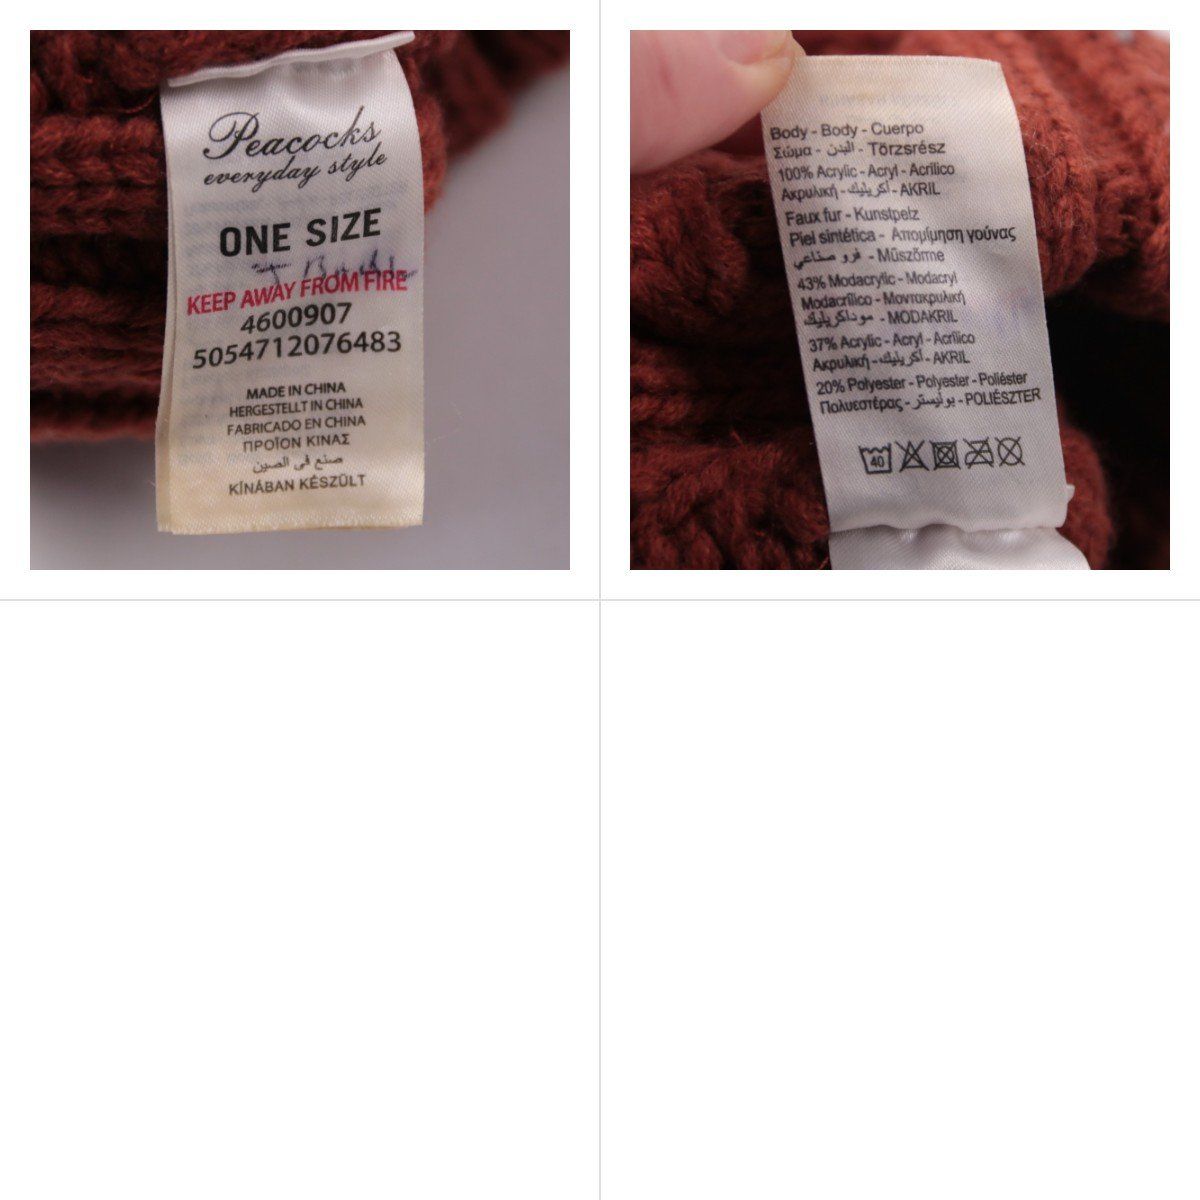 Peacocks
everyday style
ONE SIZE
KEEP AWAY FROM FIRE
4600907
5054712076483
MADE IN CHINA
HERGESTELLT IN CHINA
FABRICADO EN CHINA
ΠΡΟΪΟΝ ΚΙΝΑΣ
صنع في الصين
KÍNÁBAN KÉSZÜLT
Body - Body - Cuerpo
Σώμα - البدن - Törzsrész
100% Acrylic - Acryl - Acrílico
Ακρυλική - أكريليك - AKRIL
Faux fur - Kunstpelz
Piel sintética - Απομίμηση γούνας
فرو صناعي - Műszőrme
43% Modacrylic - Modacryl
Modacrílico - Μοντακρυλική
موداكريليك - MODAKRIL
37% Acrylic - Acryl - Acrílico
Ακρυλική - أكريليك - AKRIL
20% Polyester - Polyester - Poliéster
Πολυεστέρας - بوليستر - POLIÉSZTER
40